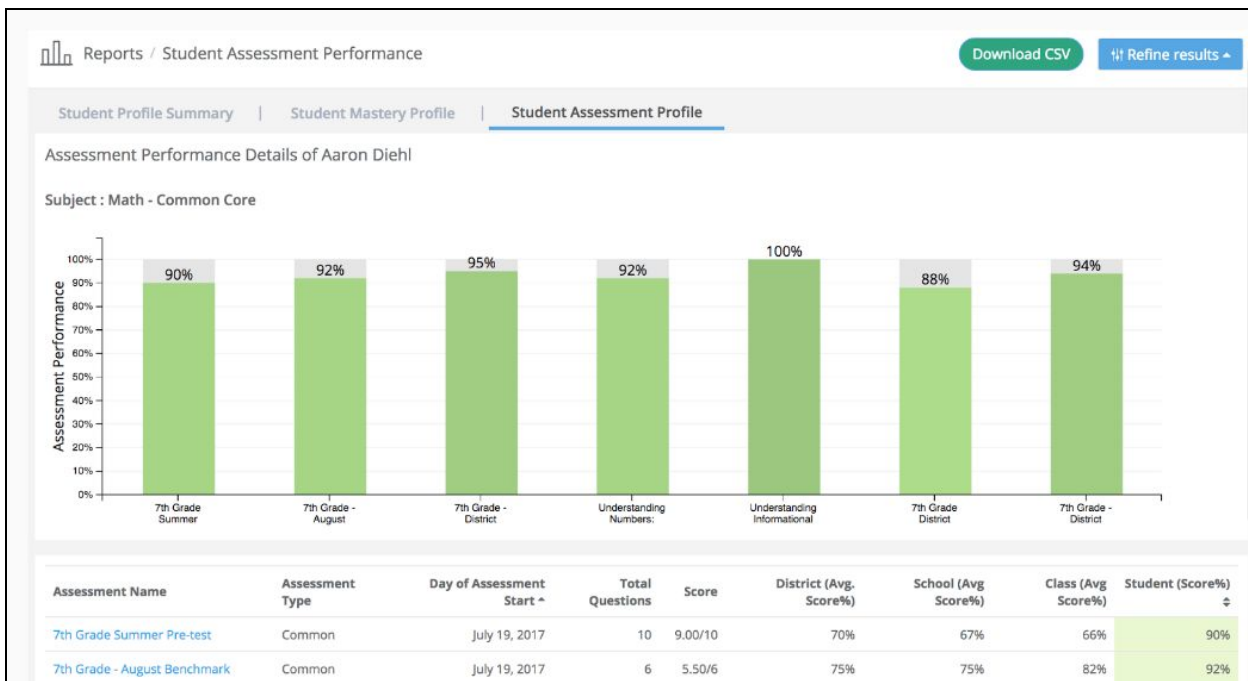 Reports / Student Assessment Performance
Download CSV
Refine results
Student Profile Summary | Student Mastery Profile | Student Assessment Profile
Assessment Performance Details of Aaron Diehl
Subject : Math - Common Core
Assessment Performance
100%
90%
80%
70%
60%
50%
40%
30%
20%
10%
0%
90%
92%
95%
92%
100%
88%
94%
7th Grade
Summer
7th Grade -
August
7th Grade -
District
Understanding
Numbers:
Understanding
Informational
7th Grade
District
7th Grade -
District
Assessment Name
Assessment
Type
Day of Assessment
Start
Total
Questions
Score
District (Avg.
Score%)
School (Avg
Score%)
Class (Avg
Score%)
Student (Score%)
7th Grade Summer Pre-test Common July 19, 2017 10 9.00/10 70% 67% 66% 90%
7th Grade - August Benchmark Common July 19, 2017 6 5.50/6 75% 75% 82% 92%